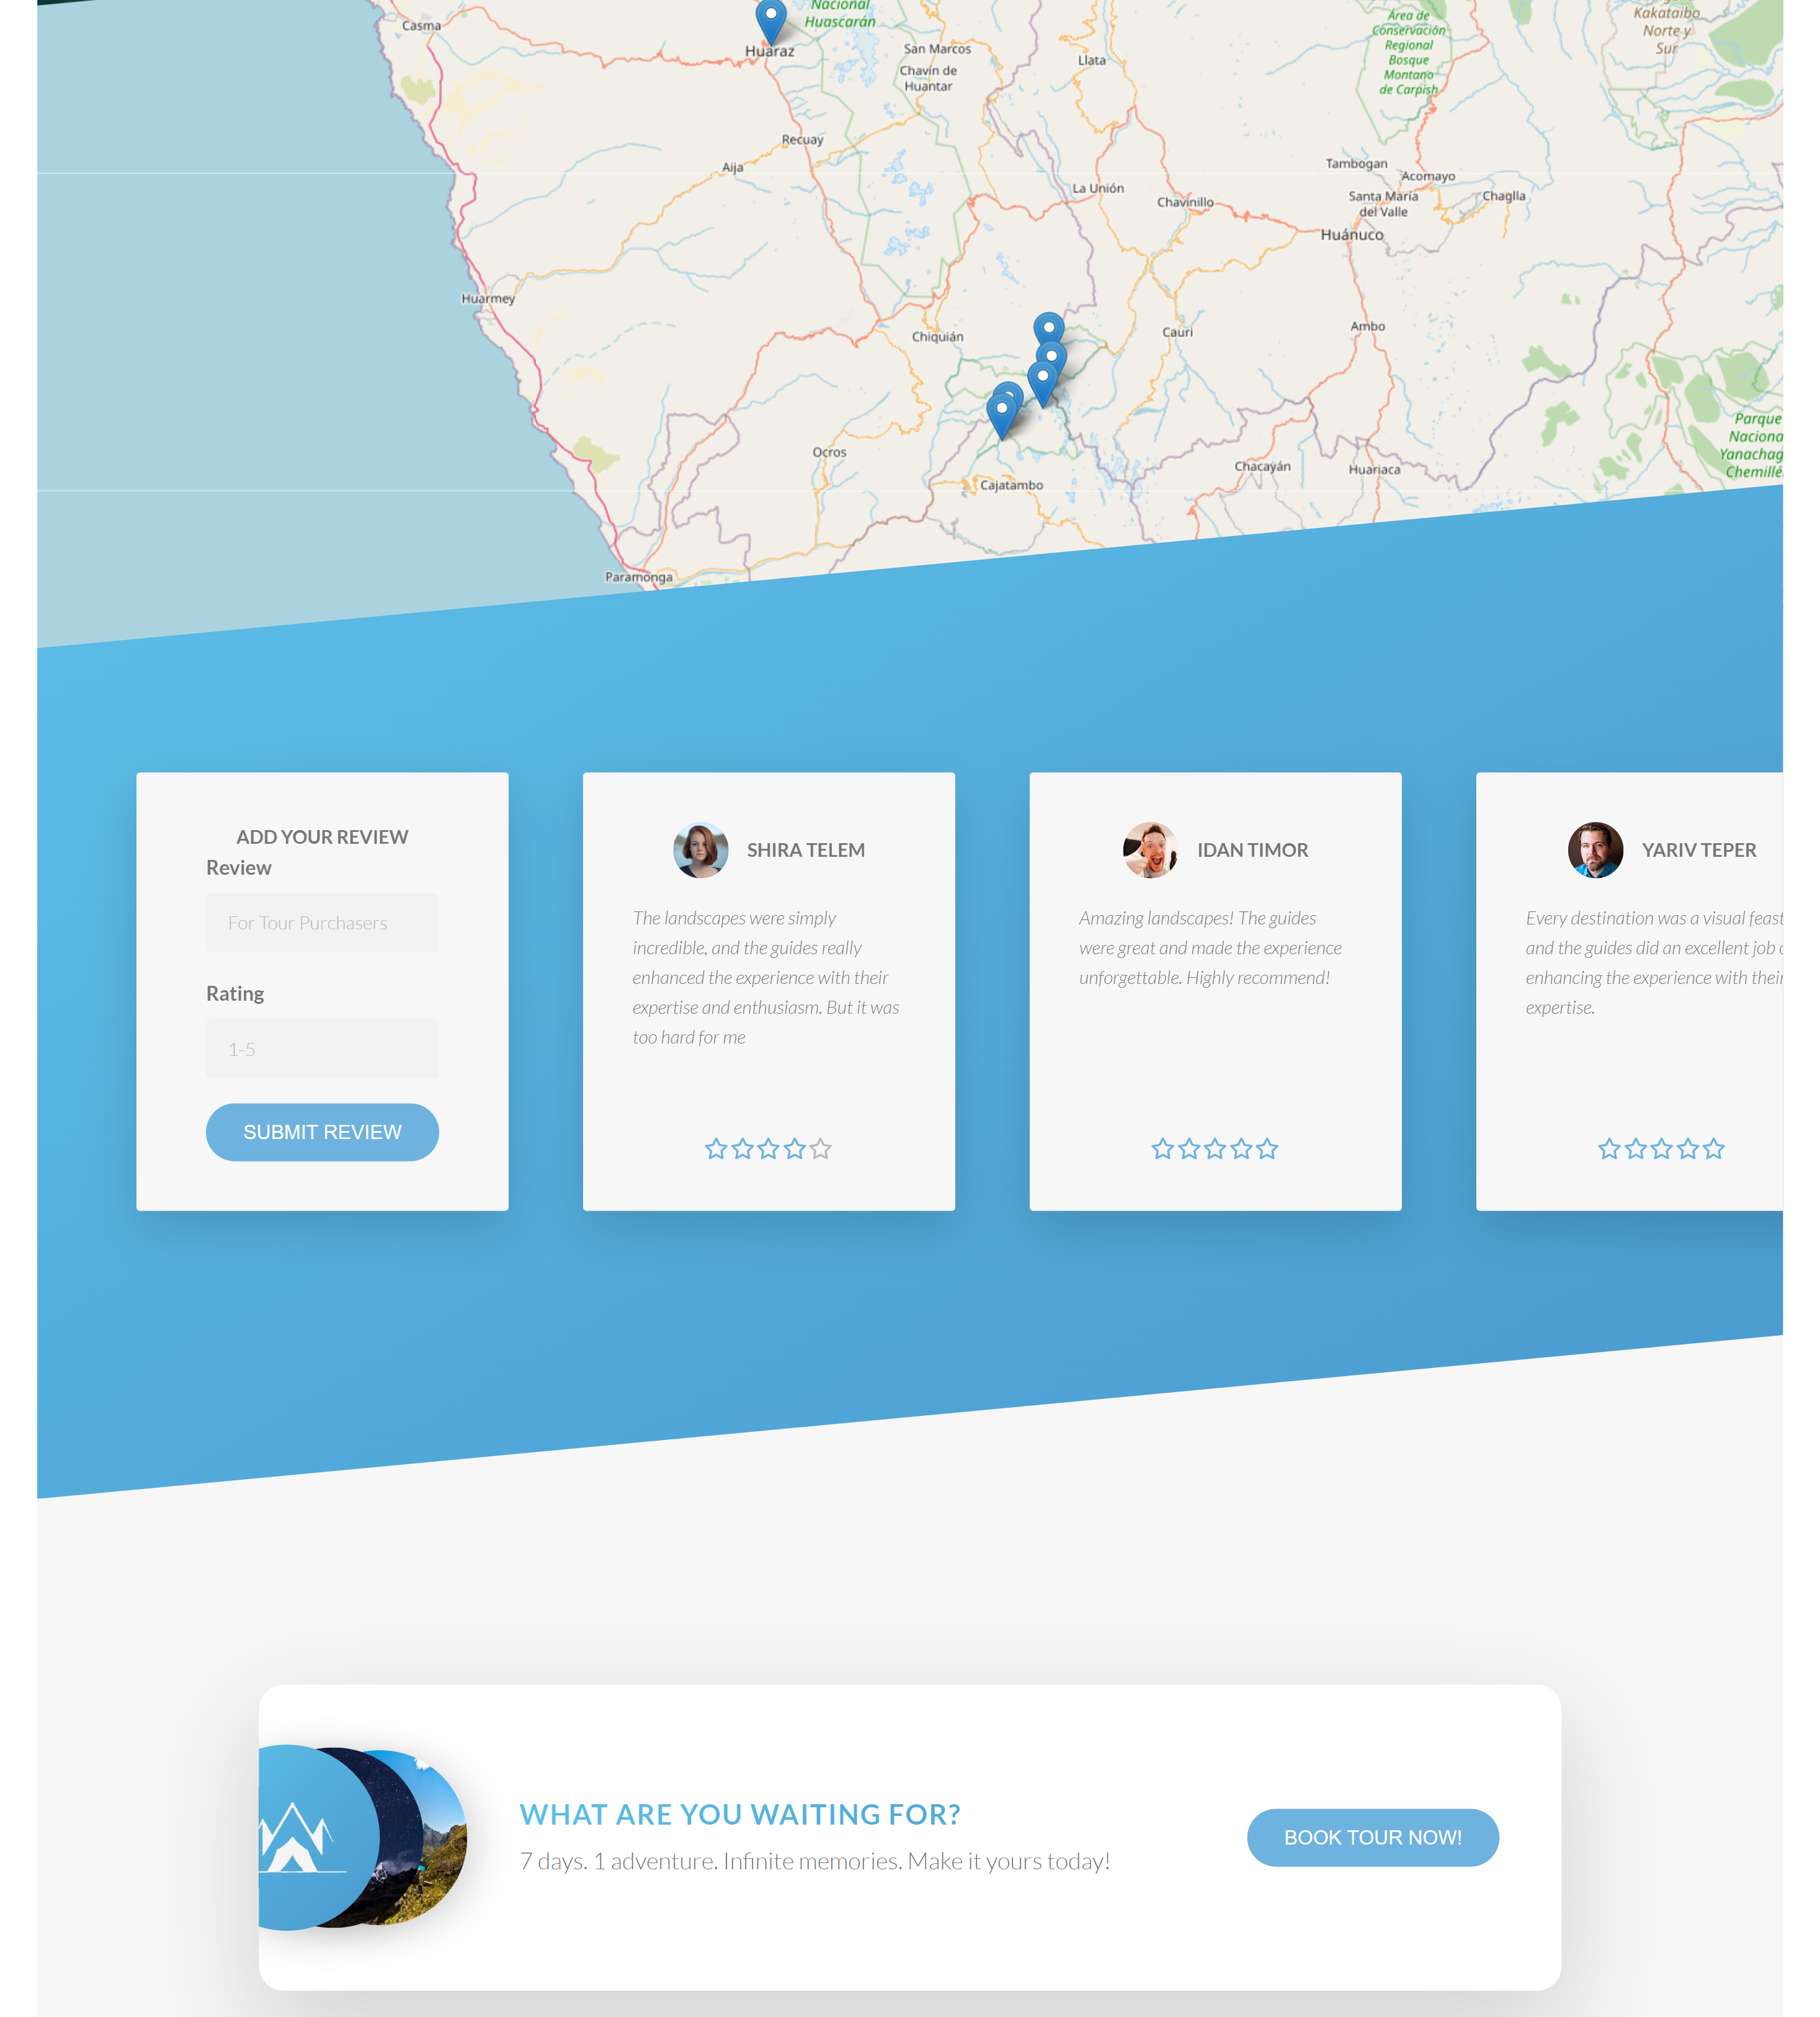 Nacional
Huascarán
Casma
Huaraz
San Marcos
Chavín de
Huantar
Llata
Área de
Conservación
Regional
Bosque
Montano
de Carpish
Kakataibo
Norte y
Sur
Recuay
Aija
La Unión
Chavinillo
Tambogan
Acomayo
Santa María
del Valle
Chaglla
Huánuco
Huarmey
Chiquián
Cauri
Ambo
Ocros
Cajatambo
Chacayán
Huariaca
Parque
Naciona
Yanachag
Chemillé
Paramonga
ADD YOUR REVIEW
Review
For Tour Purchasers
Rating
1-5
SUBMIT REVIEW
SHIRA TELEM
The landscapes were simply
incredible, and the guides really
enhanced the experience with their
expertise and enthusiasm. But it was
too hard for me
IDAN TIMOR
Amazing landscapes! The guides
were great and made the experience
unforgettable. Highly recommend!
YARIV TEPER
Every destination was a visual feast
and the guides did an excellent job
enhancing the experience with their
expertise.
WHAT ARE YOU WAITING FOR?
7 days. 1 adventure. Infinite memories. Make it yours today!
BOOK TOUR NOW!